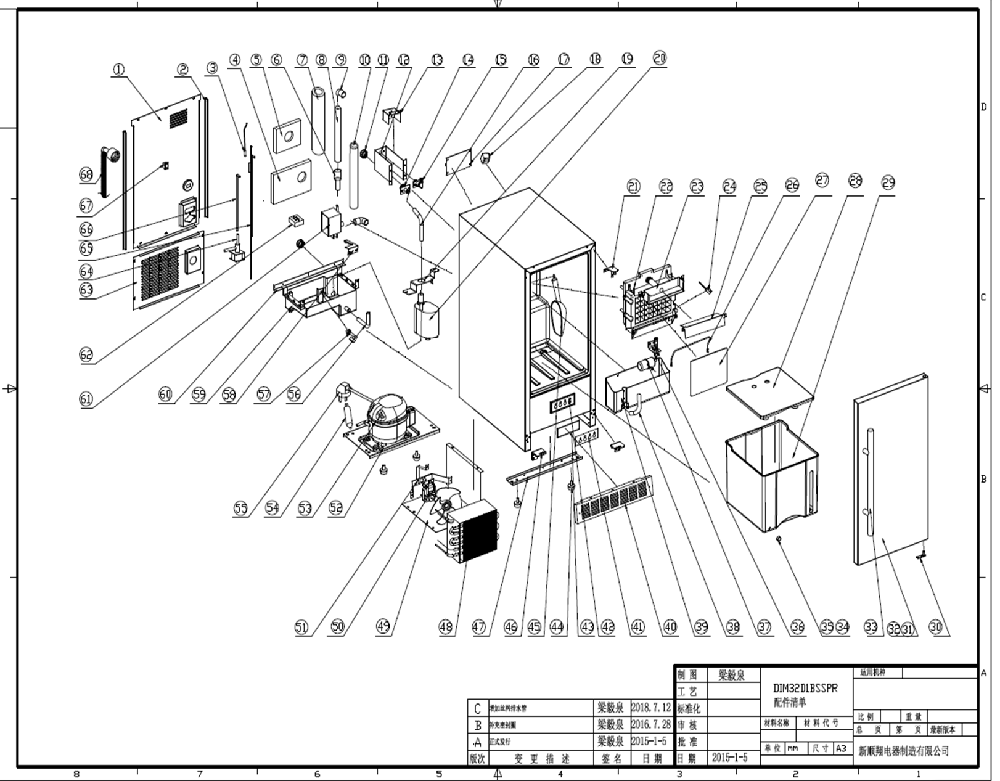 ① ② ③ ④ ⑤ ⑥ ⑦ ⑧ ⑨ ⑩ ⑪ ⑫ ⑬ ⑭ ⑮ ⑯ ⑰ ⑱ ⑲ ⑳
D
68
67
66
65
64
63
62
61 60 59 58 57 56
21 22 23 24 25 26 27 28 29
C
B
55 54 53 52
51 50 49 48 47 46 45 44 43 42 41 40 39 38 37 36 35 34 33 32 31 30
A
制 图 梁毅泉
工 艺
标准化
审 核
批 准
日 期 2015-1-5
DIM32D1BSSPR
配件清单
材料名称 材 料 代 号
单 位 mm 尺 寸 A3
适用机种
比 例 重 量
总 页 第 页 最新版本
新顺翔电器制造有限公司
C 增加丝网排水管 梁毅泉 2018.7.12
B 补充密封圈 梁毅泉 2016.7.28
.A 正式发行 梁毅泉 2015-1-5
版次 变 更 描 述 签 名 日 期
8 7 6 5 4 3 2 1